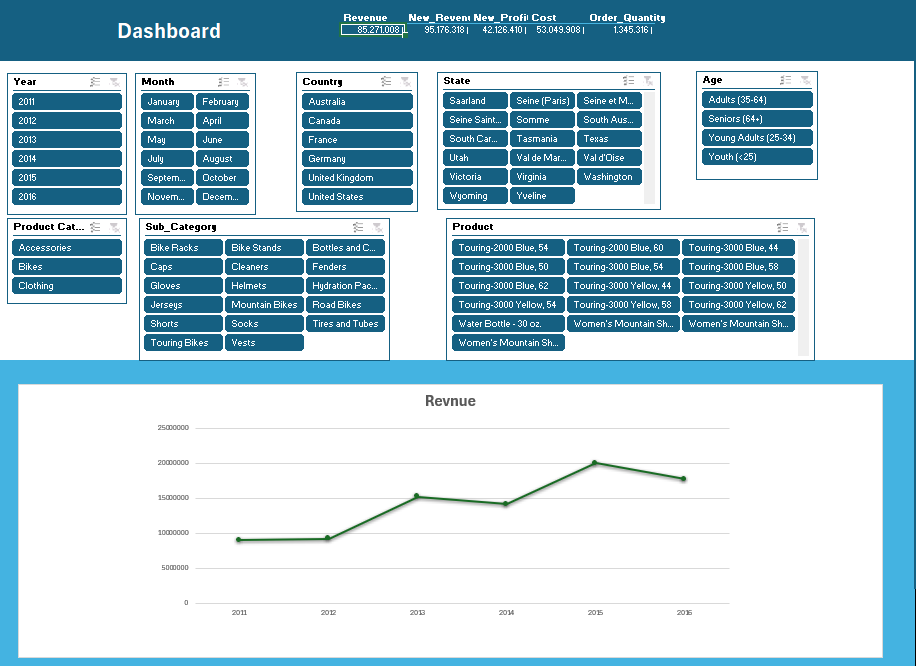 Dashboard
Revenue New_Revenu New_Profit Cost Order_Quantity
85.271.008 95.176.318 42.126.410 53.049.908 1.345.316
Year
2011
2012
2013
2014
2015
2016
Month
January February
March April
May June
July August
Septem... October
Novem... Decem...
Country
Australia
Canada
France
Germany
United Kingdom
United States
State
Saarland Seine (Paris) Seine et M...
Seine Saint... Somme South Aus...
South Car... Tasmania Texas
Utah Val de Mar... Val d'Oise
Victoria Virginia Washington
Wyoming Yveline
Age
Adults (35-64)
Seniors (64+)
Young Adults (25-34)
Youth (<25)
Product Cat...
Accessories
Bikes
Clothing
Sub_Category
Bike Racks Bike Stands Bottles and C...
Caps Cleaners Fenders
Gloves Helmets Hydration Pac...
Jerseys Mountain Bikes Road Bikes
Shorts Socks Tires and Tubes
Touring Bikes Vests
Product
Touring-2000 Blue, 54 Touring-2000 Blue, 60 Touring-3000 Blue, 44
Touring-3000 Blue, 50 Touring-3000 Blue, 54 Touring-3000 Blue, 58
Touring-3000 Blue, 62 Touring-3000 Yellow, 44 Touring-3000 Yellow, 50
Touring-3000 Yellow, 54 Touring-3000 Yellow, 58 Touring-3000 Yellow, 62
Water Bottle - 30 oz. Women's Mountain Sh... Women's Mountain Sh...
Women's Mountain Sh...
Revnue
25000000
20000000
15000000
10000000
5000000
0
2011 2012 2013 2014 2015 2016